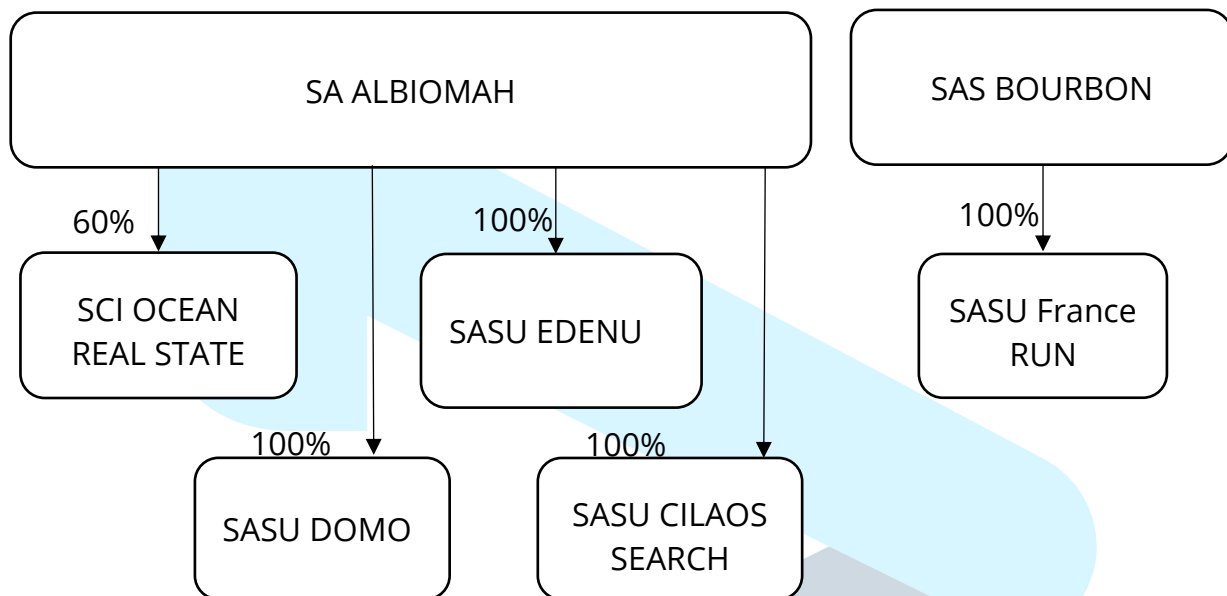 SA ALBIOMAH
SAS BOURBON
60%
100%
100%
SCI OCEAN
REAL STATE
SASU EDENU
SASU France
RUN
100%
100%
SASU DOMO
SASU CILAOS
SEARCH